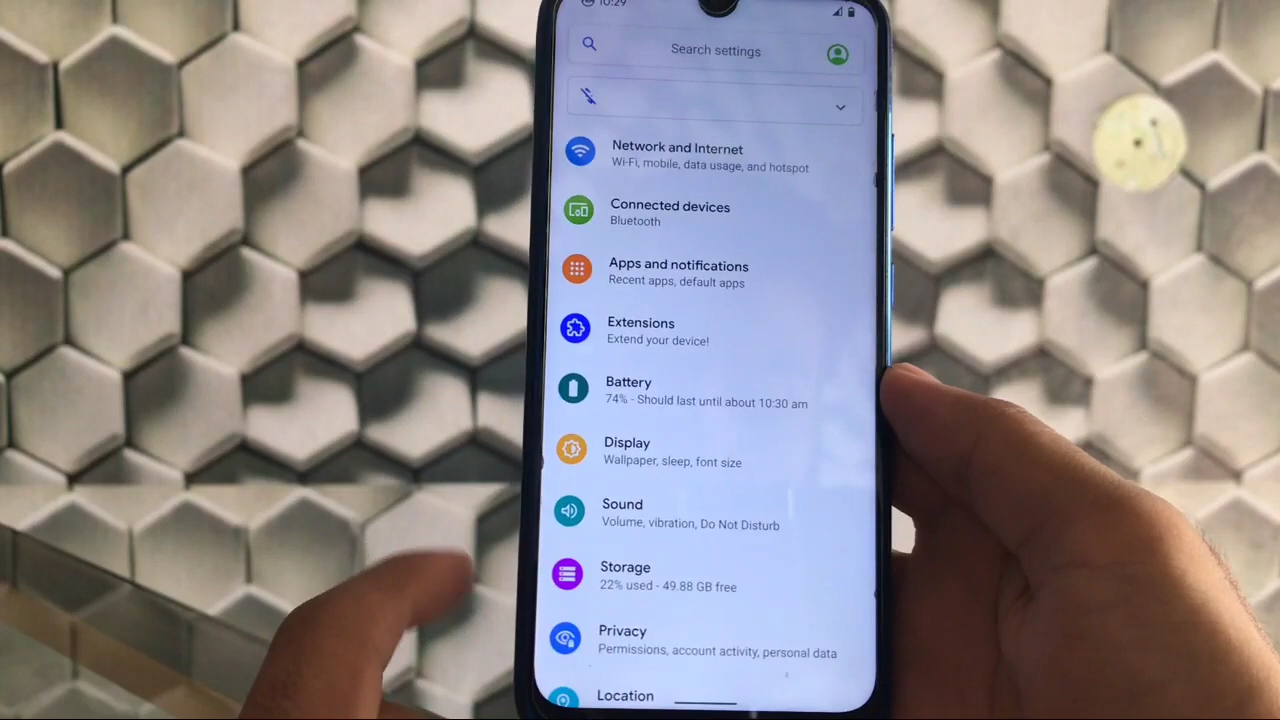 10:29
Search settings
Network and Internet
Wi-Fi, mobile, data usage, and hotspot
Connected devices
Bluetooth
Apps and notifications
Recent apps, default apps
Extensions
Extend your device!
Battery
74% - Should last until about 10:30 am
Display
Wallpaper, sleep, font size
Sound
Volume, vibration, Do Not Disturb
Storage
22% used - 49.88 GB free
Privacy
Permissions, account activity, personal data
Location